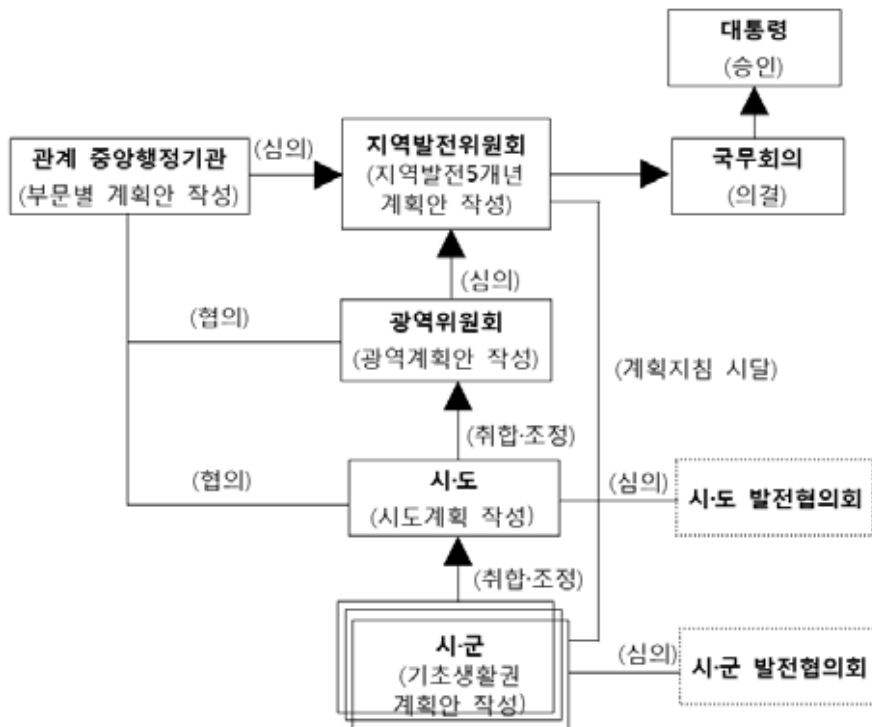 대통령
(승인)
관계 중앙행정기관
(부문별 계획안 작성)
(심의)
지역발전위원회
(지역발전5개년
계획안 작성)
국무회의
(의결)
(심의)
(협의)
광역위원회
(광역계획안 작성)
(계획지침 시달)
(취합·조정)
(협의)
시·도
(시도계획 작성)
(심의)
시·도 발전협의회
(취합·조정)
시·군
(기초생활권
계획안 작성)
(심의)
시·군 발전협의회